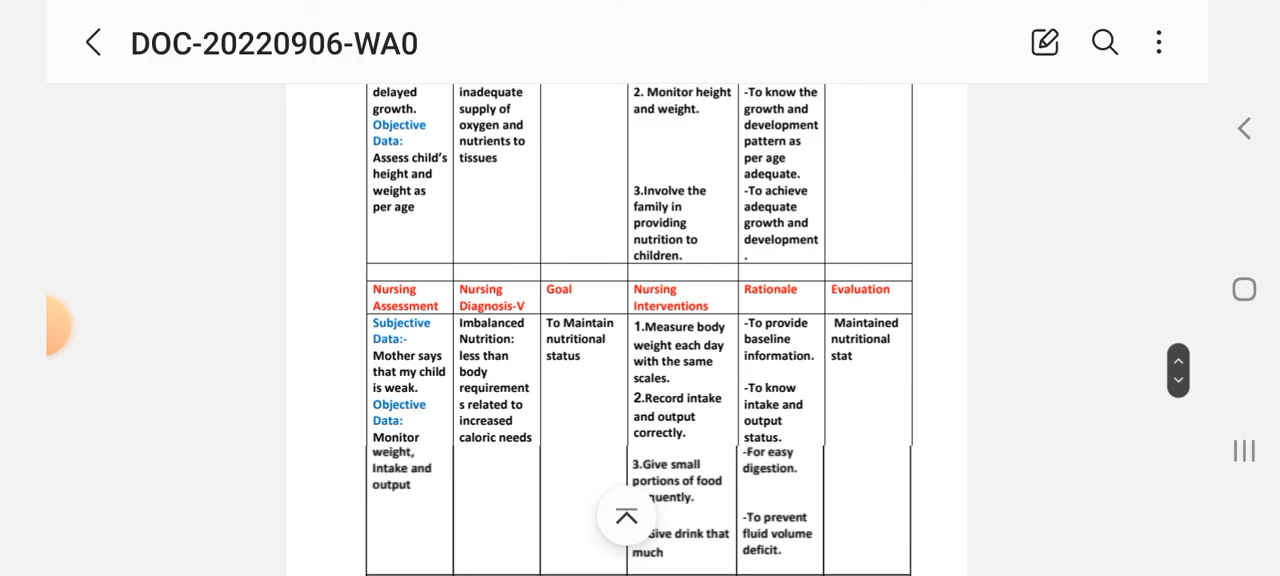 DOC-20220906-WA0
delayed
growth.
Objective
Data:
Assess child's
height and
weight as
per age
inadequate
supply of
oxygen and
nutrients to
tissues
2. Monitor height
and weight.
3.Involve the
family in
providing
nutrition to
children.
-To know the
growth and
development
pattern as
per age
adequate.
-To achieve
adequate
growth and
development
.
Nursing
Assessment
Nursing
Diagnosis-V
Goal
Nursing
Interventions
Rationale
Evaluation
Subjective
Data:-
Mother says
that my child
is weak.
Objective
Data:
Monitor
weight,
Intake and
output
Imbalanced
Nutrition:
less than
body
requirement
s related to
increased
caloric needs
To Maintain
nutritional
status
1.Measure body
weight each day
with the same
scales.
2.Record intake
and output
correctly.
3.Give small
portions of food
Give drink that
much
-To provide
baseline
information.
-To know
intake and
output
status.
-For easy
digestion.
-To prevent
fluid volume
deficit.
Maintained
nutritional
stat